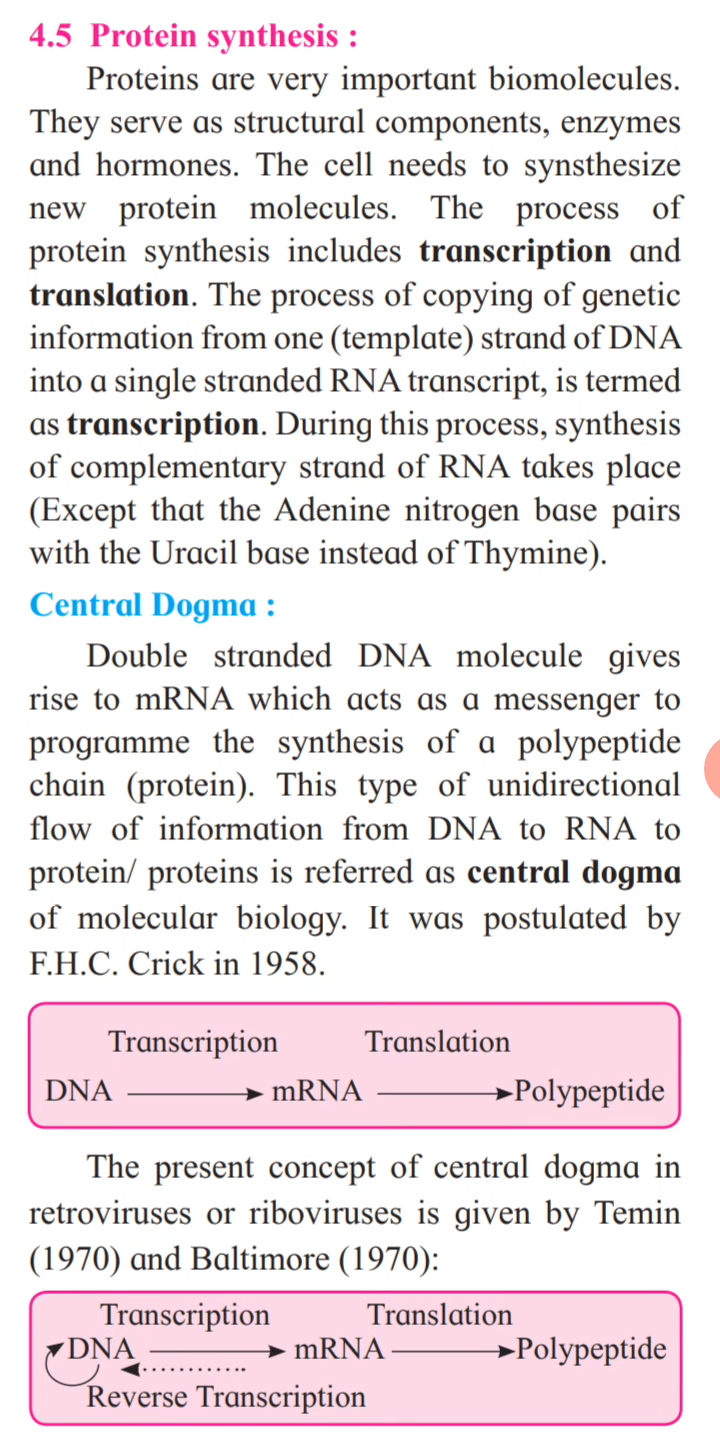 4.5 Protein synthesis :
Proteins are very important biomolecules.
They serve as structural components, enzymes
and hormones. The cell needs to synsthesize
new protein molecules. The process of
protein synthesis includes transcription and
translation. The process of copying of genetic
information from one (template) strand of DNA
into a single stranded RNA transcript, is termed
as transcription. During this process, synthesis
of complementary strand of RNA takes place
(Except that the Adenine nitrogen base pairs
with the Uracil base instead of Thymine).
Central Dogma :
Double stranded DNA molecule gives
rise to mRNA which acts as a messenger to
programme the synthesis of a polypeptide
chain (protein). This type of unidirectional
flow of information from DNA to RNA to
protein/ proteins is referred as central dogma
of molecular biology. It was postulated by
F.H.C. Crick in 1958.
Transcription Translation
DNA mRNA Polypeptide
The present concept of central dogma in
retroviruses or riboviruses is given by Temin
(1970) and Baltimore (1970):
Transcription Translation
DNA mRNA Polypeptide
Reverse Transcription